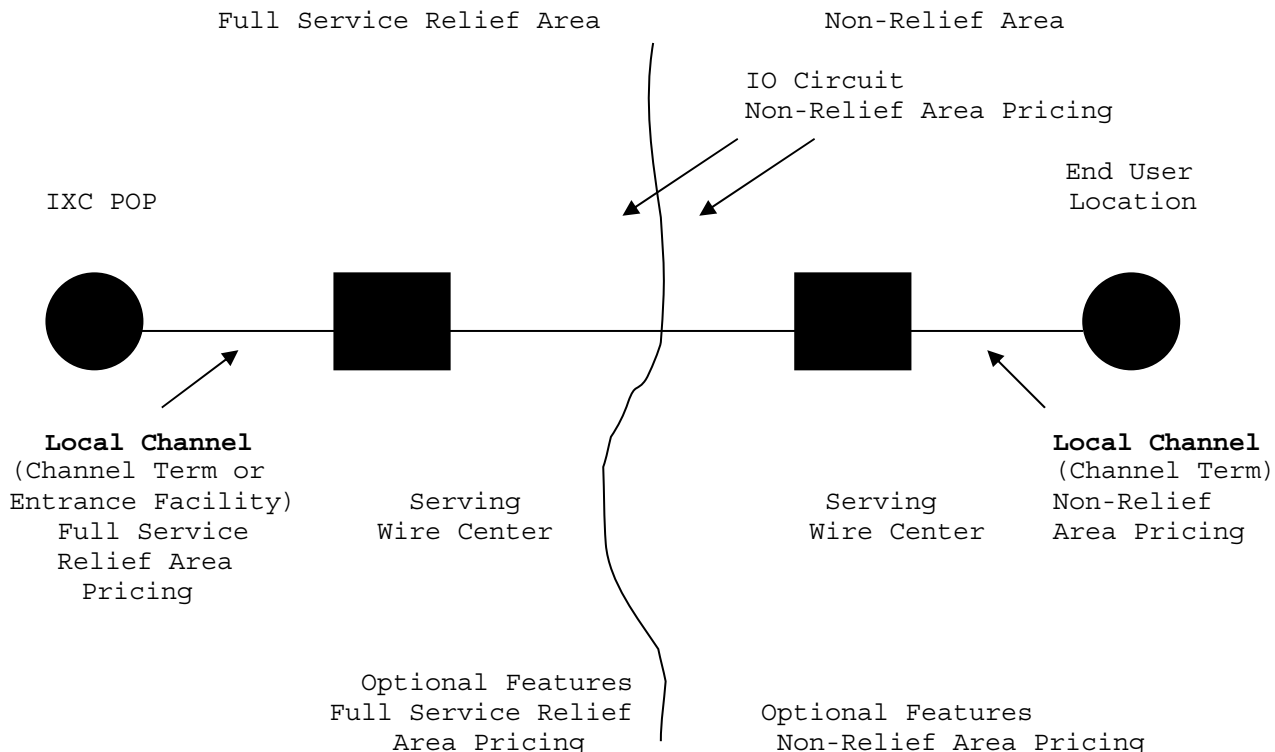 Full Service Relief Area
Non-Relief Area
IO Circuit
Non-Relief Area Pricing
IXC POP
End User
Location
Local Channel
(Channel Term or
Entrance Facility)
Full Service
Relief Area
Pricing
Serving
Wire Center
Serving
Wire Center
Local Channel
(Channel Term)
Non-Relief
Area Pricing
Optional Features
Full Service Relief
Area Pricing
Optional Features
Non-Relief Area Pricing